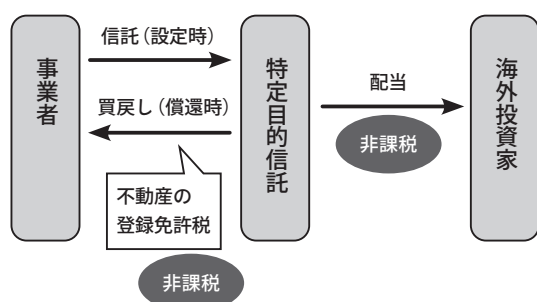 事業者
信託（設定時）
買戻し（償還時）
不動産の
登録免許税
非課税
特定目的信託
配当
非課税
海外投資家